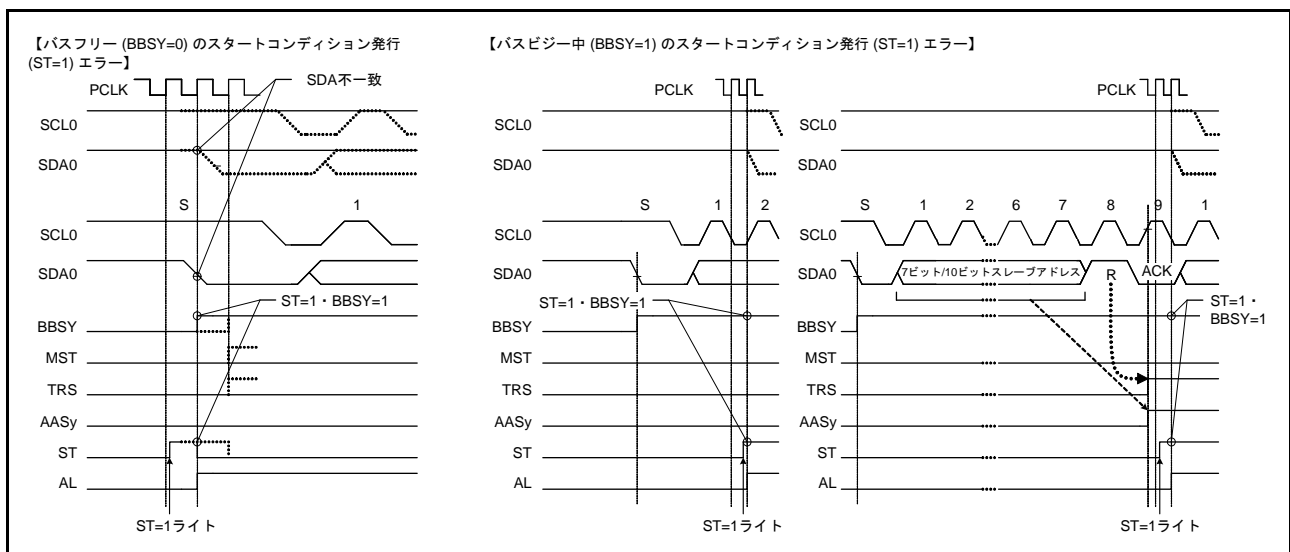 【バスフリー (BBSY=0) のスタートコンディション発行
(ST=1) エラー】
PCLK
SDA不一致
SCL0
SDA0
S 1
SCL0
SDA0
ST=1・BBSY=1
BBSY
MST
TRS
AASy
ST
AL
ST=1ライト
【バスビジー中 (BBSY=1) のスタートコンディション発行 (ST=1) エラー】
PCLK
SCL0
SDA0
S 1 2
SCL0
SDA0
ST=1・BBSY=1
BBSY
MST
TRS
AASy
ST
AL
ST=1ライト
PCLK
SCL0
SDA0
S 1 2 6 7 8 9 1
SCL0
SDA0
7ビット/10ビットスレーブアドレス
R
ACK
ST=1・
BBSY=1
BBSY
MST
TRS
AASy
ST
AL
ST=1ライト